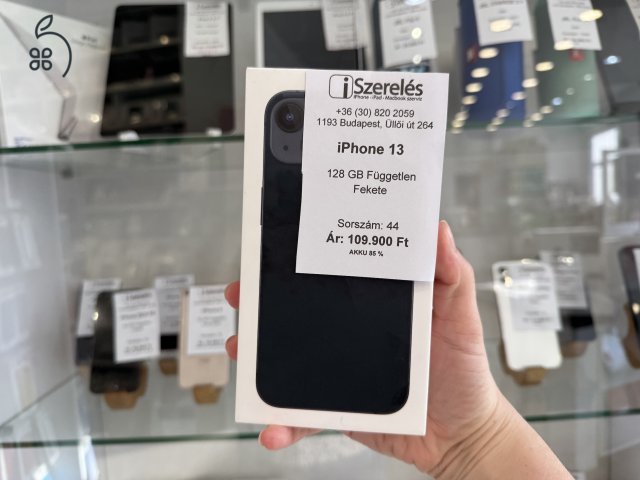 iSzerelés
iPhone - iPad - Macbook szerviz
+36 (30) 820 2059
1193 Budapest, Üllői út 264
iPhone 13
128 GB Független
Fekete
Sorszám: 44
Ár: 109.900 Ft
AKKU 85 %